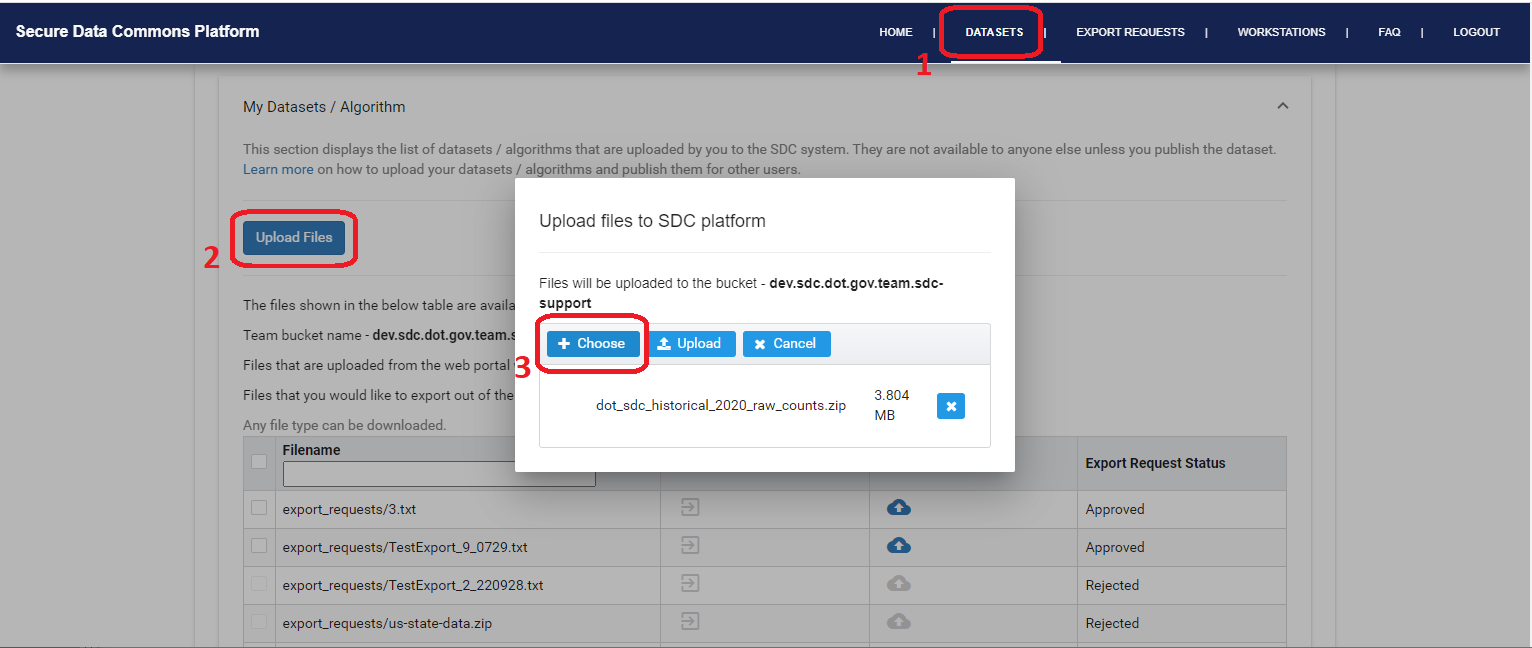 Secure Data Commons Platform
HOME | DATASETS | EXPORT REQUESTS | WORKSTATIONS | FAQ | LOGOUT
1
My Datasets / Algorithm
This section displays the list of datasets / algorithms that are uploaded by you to the SDC system. They are not available to anyone else unless you publish the dataset.
Learn more on how to upload your datasets / algorithms and publish them for other users.
2
Upload Files
Upload files to SDC platform
Files will be uploaded to the bucket - dev.sdc.dot.gov.team.sdc-
support
3
Choose
Upload
Cancel
dot_sdc_historical_2020_raw_counts.zip
3.804
MB
The files shown in the below table are availa
Team bucket name - dev.sdc.dot.gov.team.s
Files that are uploaded from the web portal
Files that you would like to export out of the
Any file type can be downloaded.
Filename
Export Request Status
export_requests/3.txt
Approved
export_requests/TestExport_9_0729.txt
Approved
export_requests/TestExport_2_220928.txt
Rejected
export_requests/us-state-data.zip
Rejected